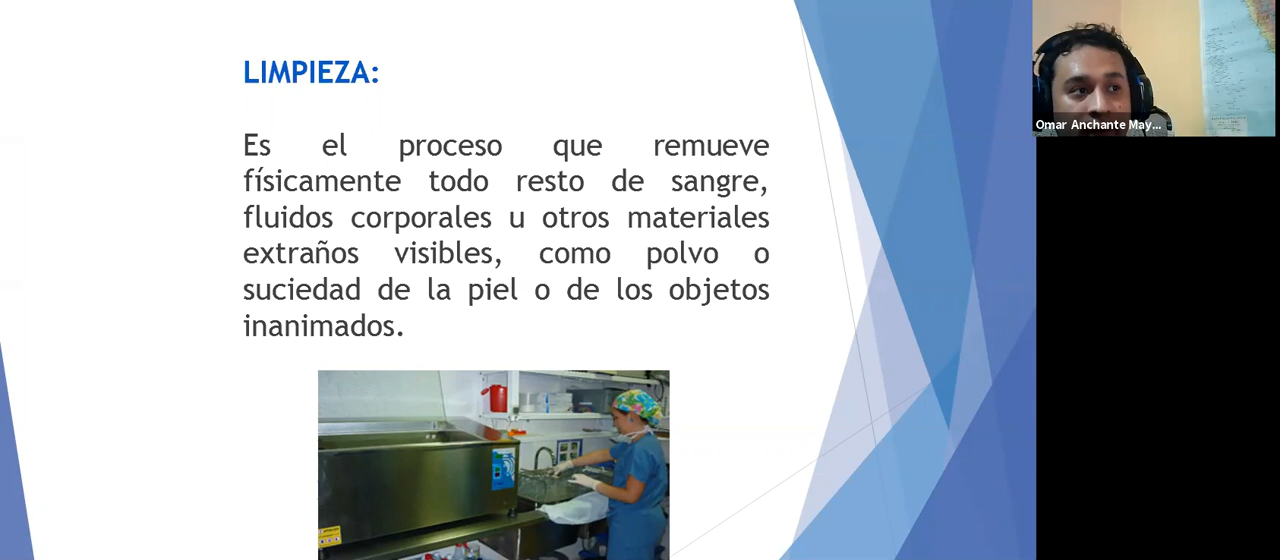 LIMPIEZA:
Es el proceso que remueve
físicamente todo resto de sangre,
fluidos corporales u otros materiales
extraños visibles, como polvo o
suciedad de la piel o de los objetos
inanimados.
Omar Anchante May...